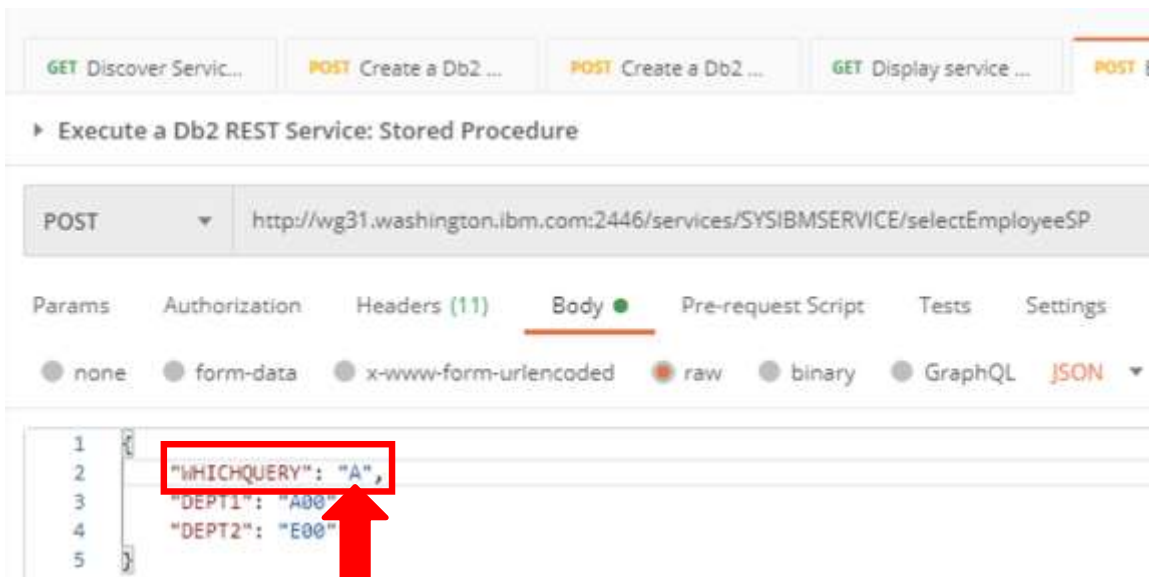 GET Discover Servic... POST Create a Db2 ... POST Create a Db2 ... GET Display service ... POST E
Execute a Db2 REST Service: Stored Procedure
POST http://wg31.washington.ibm.com:2446/services/SYSIBMSERVICE/selectEmployeeSP
Params Authorization Headers (11) Body Pre-request Script Tests Settings
none form-data x-www-form-urlencoded raw binary GraphQL JSON
1 {
2 "WHICHQUERY": "A",
3 "DEPT1": "A00"
4 "DEPT2": "E00"
5 }